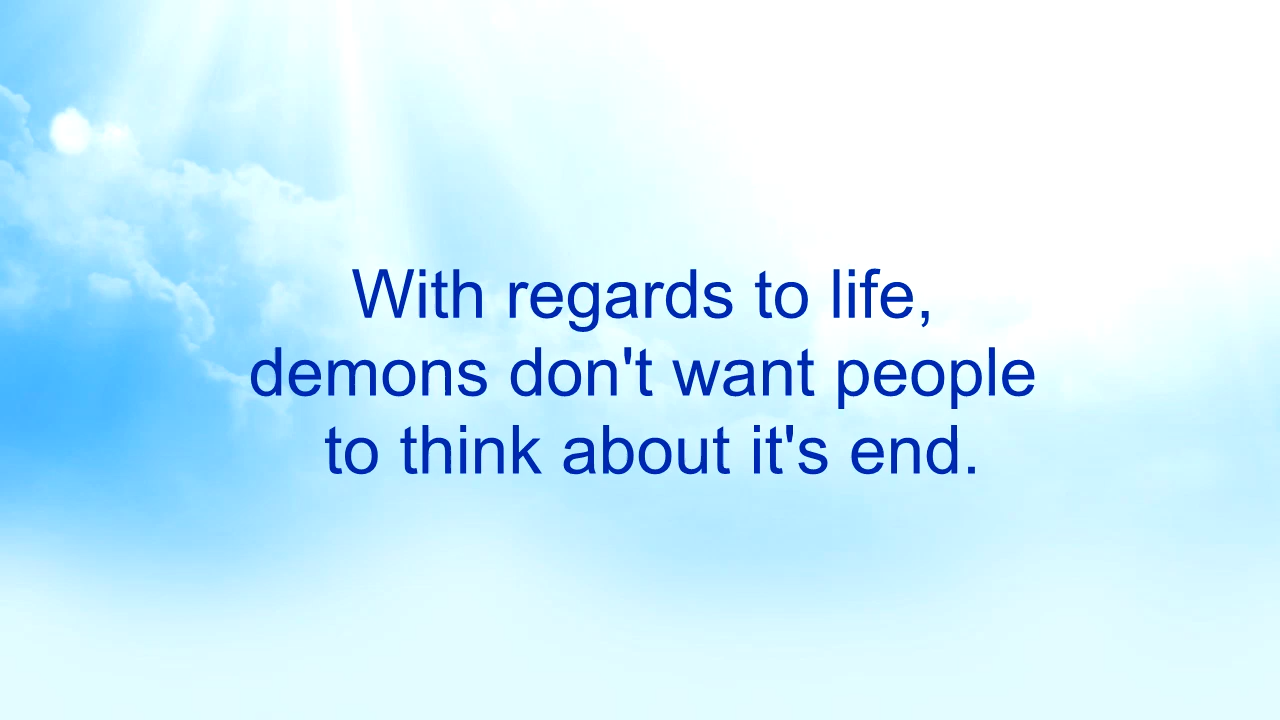 With regards to life,
demons don't want people
to think about it's end.